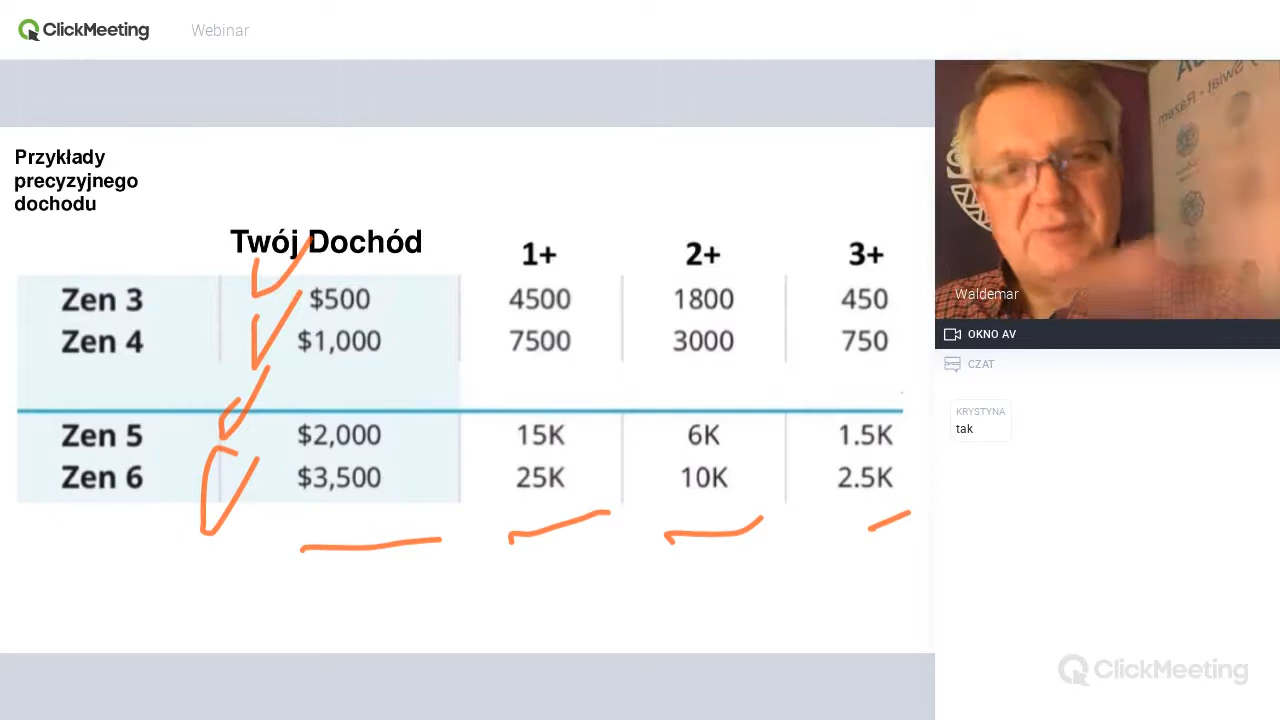 ClickMeeting Webinar
Przykłady
precyzyjnego
dochodu
Twój Dochód 1+ 2+ 3+
Zen 3 $500 4500 1800 450
Zen 4 $1,000 7500 3000 750
Zen 5 $2,000 15K 6K 1.5K
Zen 6 $3,500 25K 10K 2.5K
Świat - Razem
Waldemar
OKNO AV
CZAT
KRYSTYNA
tak
ClickMeeting